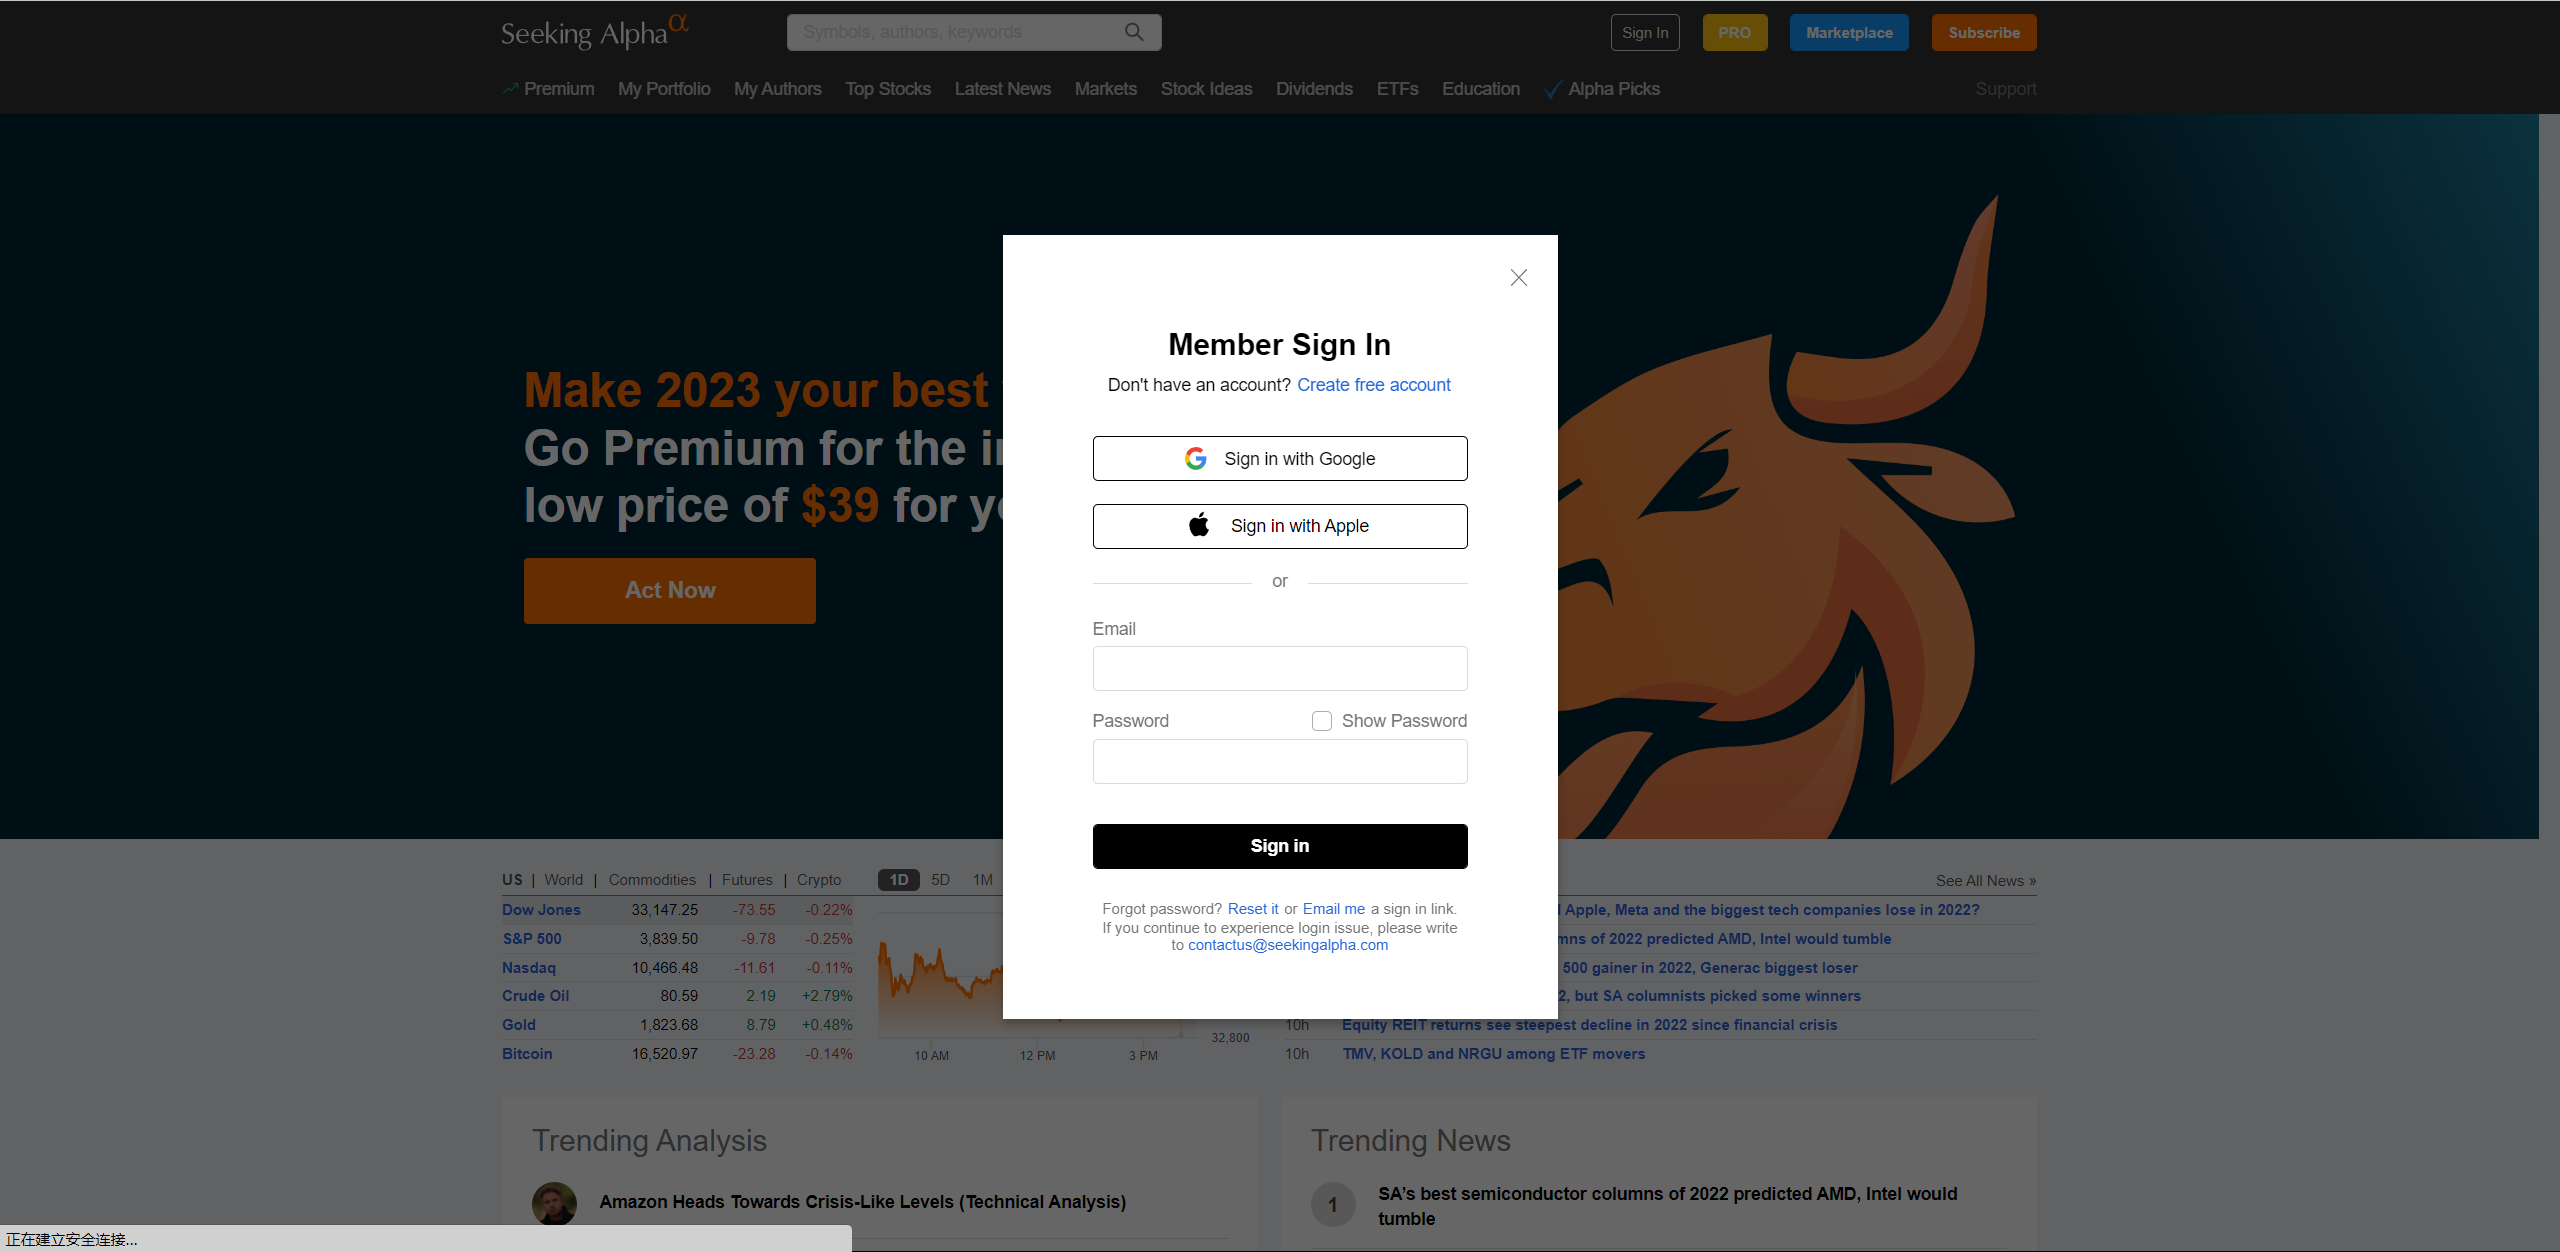 Seeking Alpha α
Symbols, authors, keywords
Sign In
PRO
Marketplace
Subscribe
Premium My Portfolio My Authors Top Stocks Latest News Markets Stock Ideas Dividends ETFs Education Alpha Picks Support
Make 2023 your best
Go Premium for the
low price of $39 for
Act Now
Member Sign In
Don't have an account? Create free account
Sign in with Google
Sign in with Apple
or
Email
Password
Show Password
Sign in
Forgot password? Reset it or Email me a sign in link.
If you continue to experience login issue, please write
to contactus@seekingalpha.com
US | World | Commodities | Futures | Crypto
Dow Jones 33,147.25 -73.55 -0.22%
S&P 500 3,839.50 -9.78 -0.25%
Nasdaq 10,466.48 -11.61 -0.11%
Crude Oil 80.59 2.19 +2.79%
Gold 1,823.68 8.79 +0.48%
Bitcoin 16,520.97 -23.28 -0.14%
1D 5D 1M
32,800
10 AM 12 PM 3 PM
See All News »
Apple, Meta and the biggest tech companies lose in 2022?
of 2022 predicted AMD, Intel would tumble
500 gainer in 2022, Generac biggest loser
but SA columnists picked some winners
10h Equity REIT returns see steepest decline in 2022 since financial crisis
10h TMV, KOLD and NRGU among ETF movers
Trending Analysis
Amazon Heads Towards Crisis-Like Levels (Technical Analysis)
Trending News
1
SA's best semiconductor columns of 2022 predicted AMD, Intel would
tumble
正在建立安全连接...